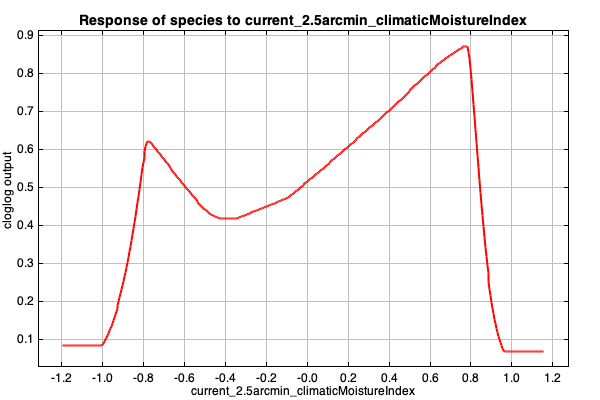 Response of species to current_2.5arcmin_climaticMoistureIndex
cloglog output
0.9
0.8
0.7
0.6
0.5
0.4
0.3
0.2
0.1
-1.2 -1.0 -0.8 -0.6 -0.4 -0.2 0.0 0.2 0.4 0.6 0.8 1.0 1.2
current_2.5arcmin_climaticMoistureIndex